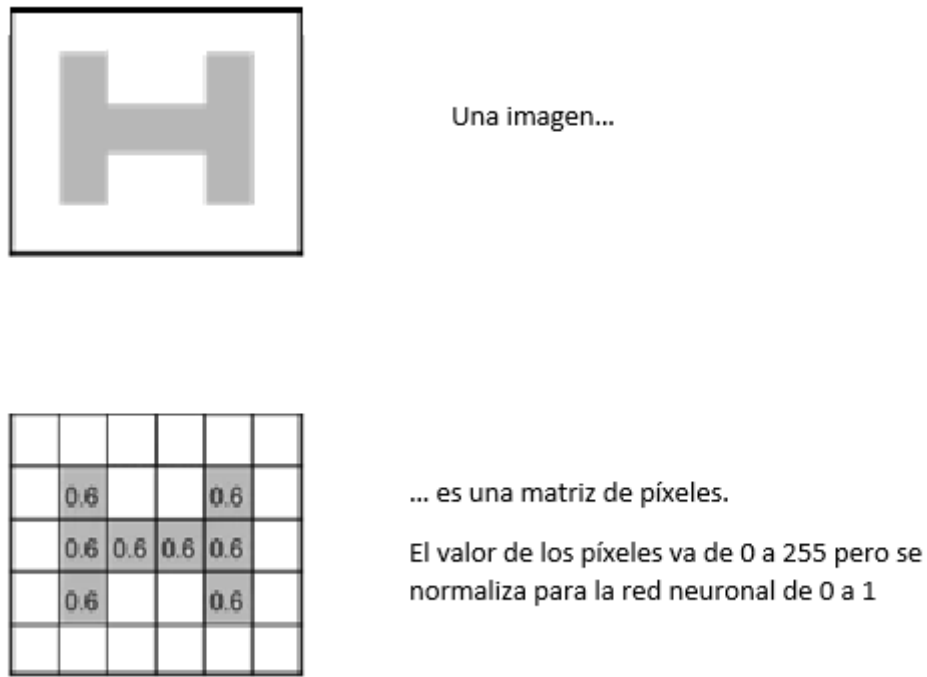 Una imagen...
0.6 0.6
0.6 0.6 0.6 0.6
0.6 0.6
... es una matriz de píxeles.
El valor de los píxeles va de 0 a 255 pero se
normaliza para la red neuronal de 0 a 1